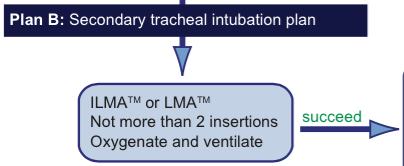 Plan B: Secondary tracheal intubation plan
ILMA™ or LMA™
Not more than 2 insertions
Oxygenate and ventilate
succeed